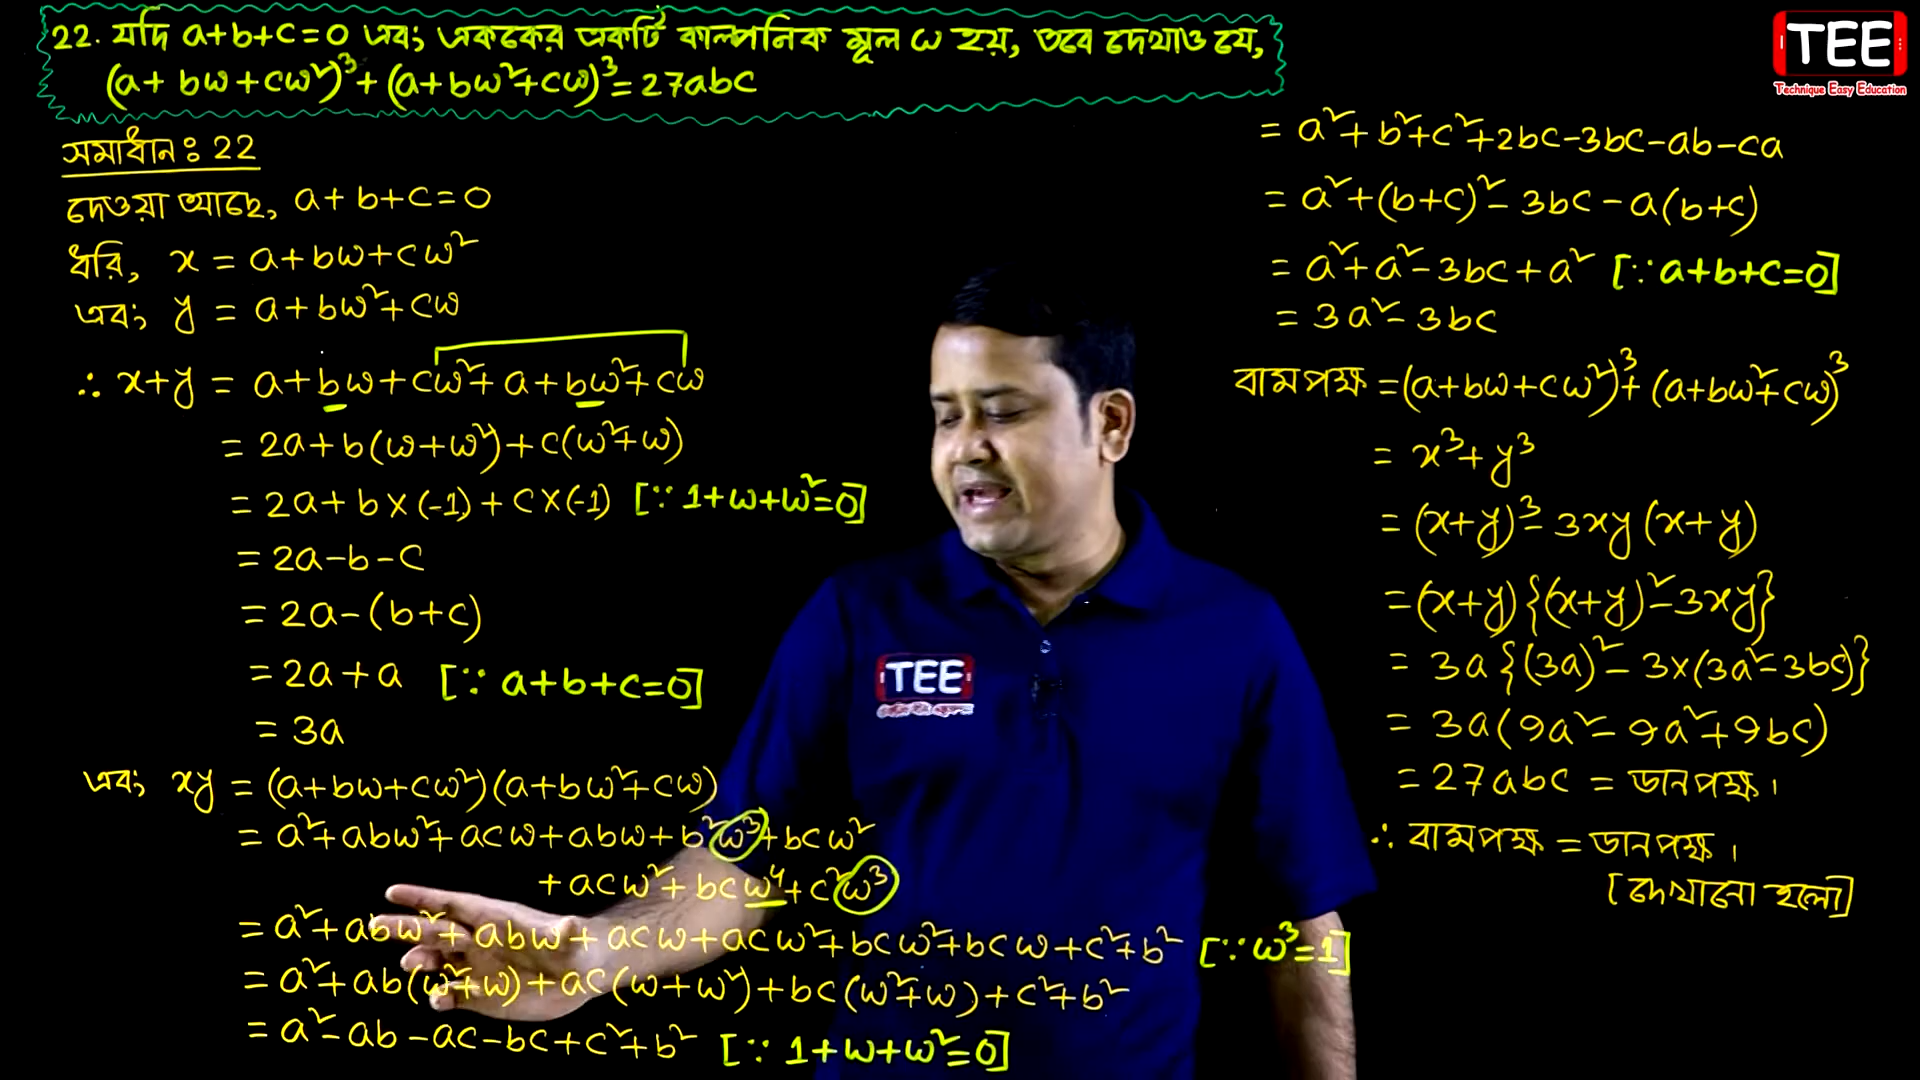 22. যদি a+b+c=0 এবং এককের একটি কাল্পনিক মূল ω হয়, তবে দেখাও যে,
(a+bω+cω²)³+(a+bω²+cω)³=27abc
TEE
Technique Easy Education
সমাধান: 22
দেওয়া আছে, a+b+c=0
ধরি, x = a+bω+cω²
এবং y = a+bω²+cω
∴ x+y = a+bω+cω²+a+bω²+cω
= 2a+b(ω+ω²)+c(ω²+ω)
= 2a+b×(-1)+c×(-1) [∵ 1+ω+ω²=0]
= 2a-b-c
= 2a-(b+c)
= 2a+a [∵ a+b+c=0]
= 3a
এবং xy = (a+bω+cω²)(a+bω²+cω)
= a²+abω²+acω+abω+b²ω³+bcω²
+acω²+bcω⁴+c²ω³
= a²+abω²+abω+acω+acω²+bcω²+bcω+c²+b² [∵ ω³=1]
= a²+ab(ω²+ω)+ac(ω+ω²)+bc(ω²+ω)+c²+b²
= a²-ab-ac-bc+c²+b² [∵ 1+ω+ω²=0]
= a²+b²+c²+2bc-3bc-ab-ca
= a²+(b+c)²-3bc-a(b+c)
= a²+a²-3bc+a² [∵ a+b+c=0]
= 3a²-3bc
বামপক্ষ = (a+bω+cω²)³+(a+bω²+cω)³
= x³+y³
= (x+y)³-3xy(x+y)
= (x+y){(x+y)²-3xy}
= 3a{(3a)²-3×(3a²-3bc)}
= 3a(9a²-9a²+9bc)
= 27abc = ডানপক্ষ।
∴ বামপক্ষ = ডানপক্ষ।
[দেখানো হলো]
TEE